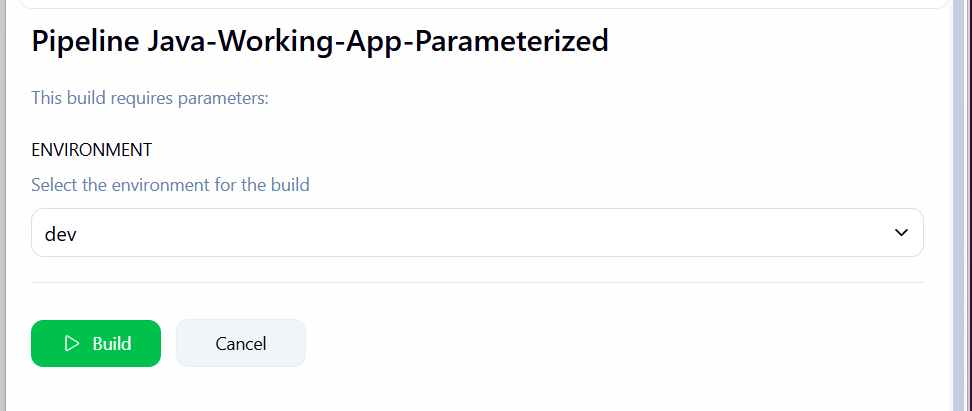 Pipeline Java-Working-App-Parameterized
This build requires parameters:
ENVIRONMENT
Select the environment for the build
dev
Build
Cancel